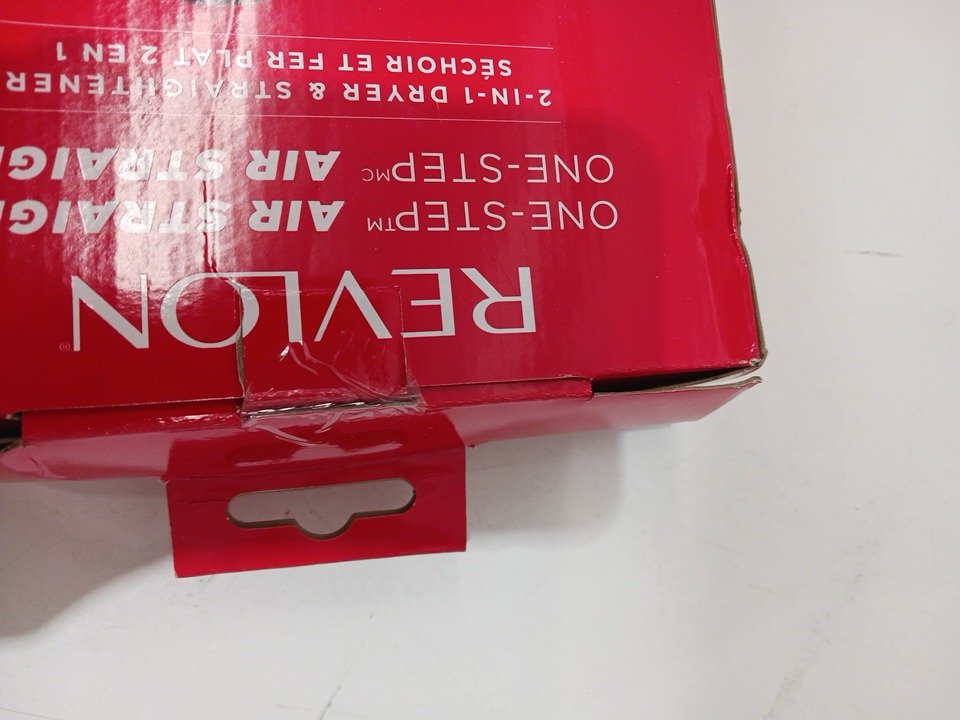 REVLON®
ONE-STEP™ AIR STRAIG
ONE-STEPMC AIR STRAIG
2-IN-1 DRYER & STRAIGHTENER
SÉCHOIR ET FER PLAT 2 EN 1